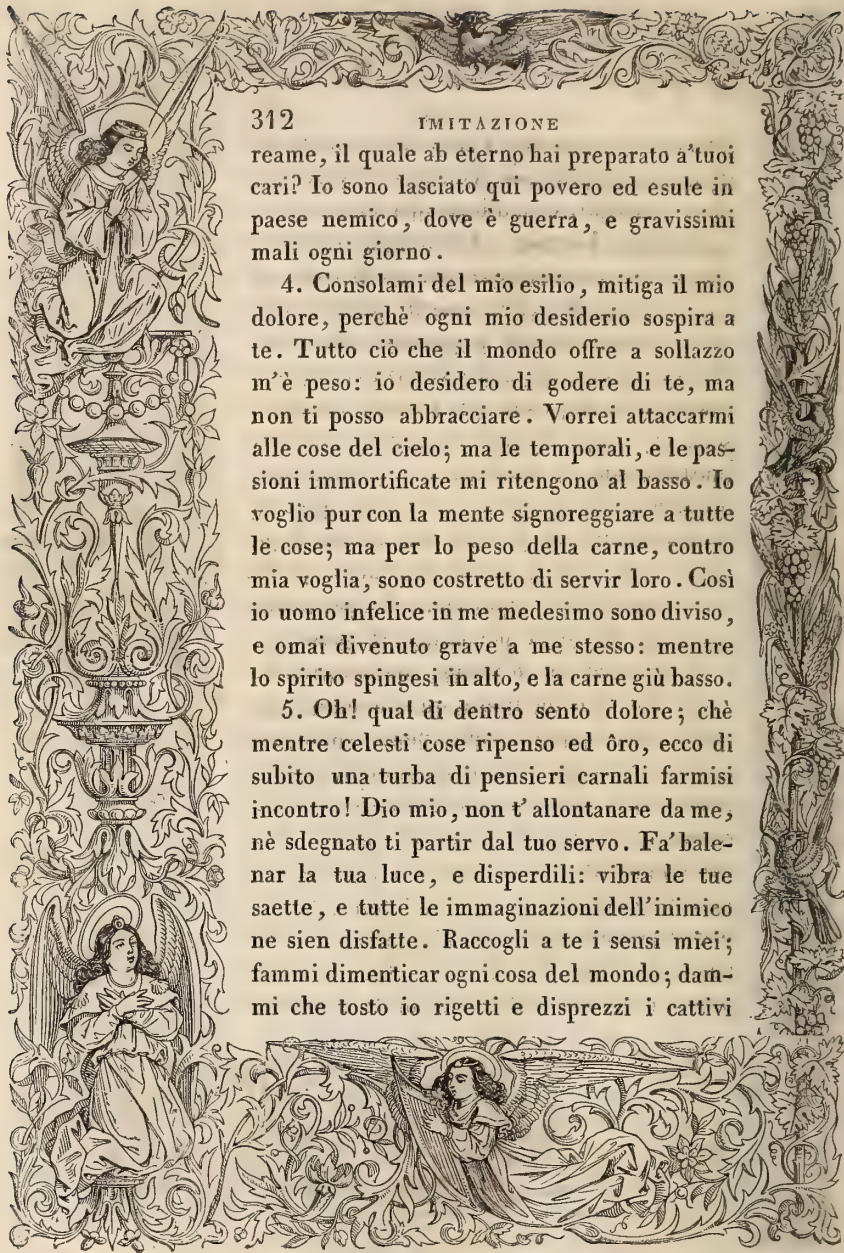 312 IMITAZIONE
reame, il quale ab eterno hai preparato a'tuoi
cari? Io sono lasciato qui povero ed esule in
paese nemico, dove è guerra, e gravissimi
mali ogni giorno.
4. Consolami del mio esilio, mitiga il mio
dolore, perchè ogni mio desiderio sospira a
te. Tutto ciò che il mondo offre a sollazzo
m'è peso: io desidero di godere di te, ma
non ti posso abbracciare. Vorrei attaccarmi
alle cose del cielo; ma le temporali, e le pas-
sioni immortificate mi ritengono al basso. Io
voglio pur con la mente signoreggiare a tutte
le cose; ma per lo peso della carne, contro
mia voglia, sono costretto di servir loro. Così
io uomo infelice in me medesimo sono diviso,
e omai divenuto grave a me stesso: mentre
lo spirito spingesi in alto, e la carne giù basso.
5. Oh! qual di dentro sento dolore; chè
mentre celesti cose ripenso ed ôro, ecco di
subito una turba di pensieri carnali farmisi
incontro! Dio mio, non t'allontanare da me,
nè sdegnato ti partir dal tuo servo. Fa'bale-
nar la tua luce, e disperdili: vibra le tue
saette, e tutte le immaginazioni dell'inimico
ne sien disfatte. Raccogli a te i sensi miei;
fammi dimenticar ogni cosa del mondo; dam-
mi che tosto io rigetti e disprezzi i cattivi